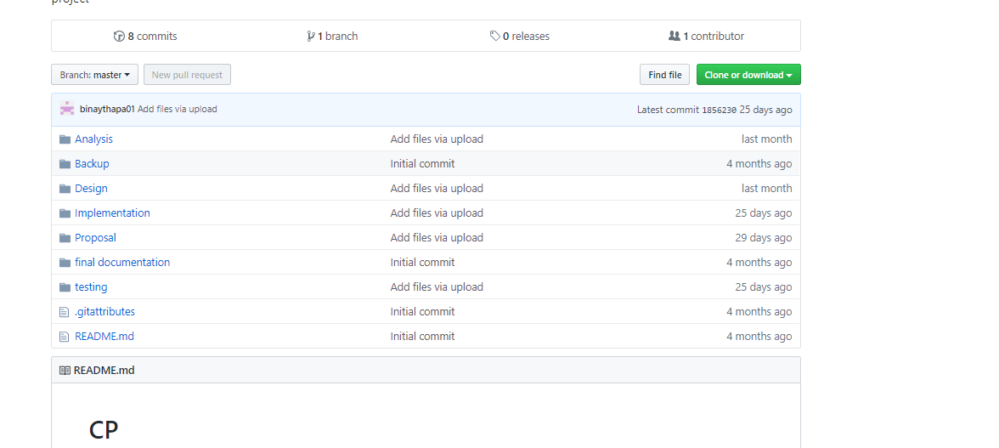 project
8 commits 1 branch 0 releases 1 contributor
Branch: master New pull request Find file Clone or download
binaythapa01 Add files via upload Latest commit 1856230 25 days ago
Analysis Add files via upload last month
Backup Initial commit 4 months ago
Design Add files via upload last month
Implementation Add files via upload 25 days ago
Proposal Add files via upload 29 days ago
final documentation Initial commit 4 months ago
testing Add files via upload 25 days ago
.gitattributes Initial commit 4 months ago
README.md Initial commit 4 months ago
README.md
CP